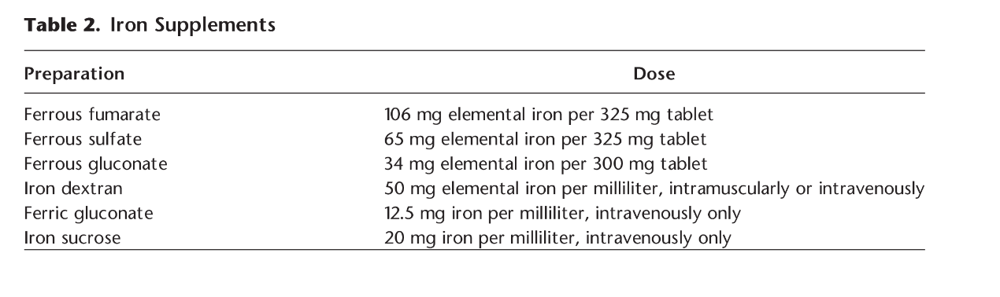 Table 2. Iron Supplements
Preparation Dose
Ferrous fumarate 106 mg elemental iron per 325 mg tablet
Ferrous sulfate 65 mg elemental iron per 325 mg tablet
Ferrous gluconate 34 mg elemental iron per 300 mg tablet
Iron dextran 50 mg elemental iron per milliliter, intramuscularly or intravenously
Ferric gluconate 12.5 mg iron per milliliter, intravenously only
Iron sucrose 20 mg iron per milliliter, intravenously only